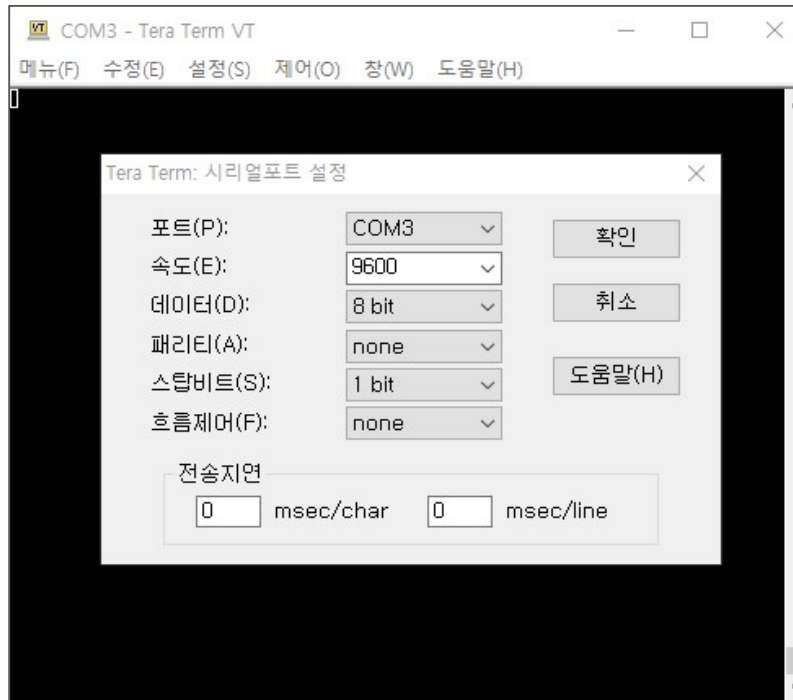 VT COM3 - Tera Term VT
메뉴(F) 수정(E) 설정(S) 제어(O) 창(W) 도움말(H)
Tera Term: 시리얼포트 설정
포트(P): COM3 확인
속도(E): 9600
데이터(D): 8 bit 취소
패리티(A): none
스탑비트(S): 1 bit 도움말(H)
흐름제어(F): none
전송지연
0 msec/char 0 msec/line